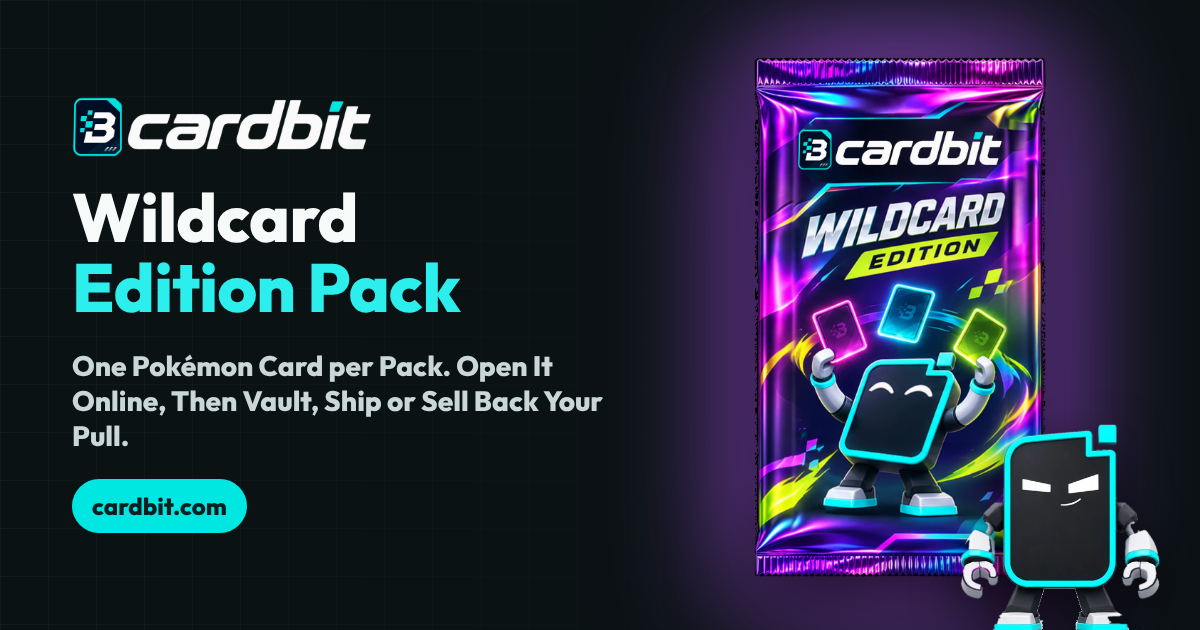 B cardbit
Wildcard
Edition Pack
One Pokémon Card per Pack. Open It
Online, Then Vault, Ship or Sell Back Your
Pull.
cardbit.com
B cardbit
WILDCARD
EDITION